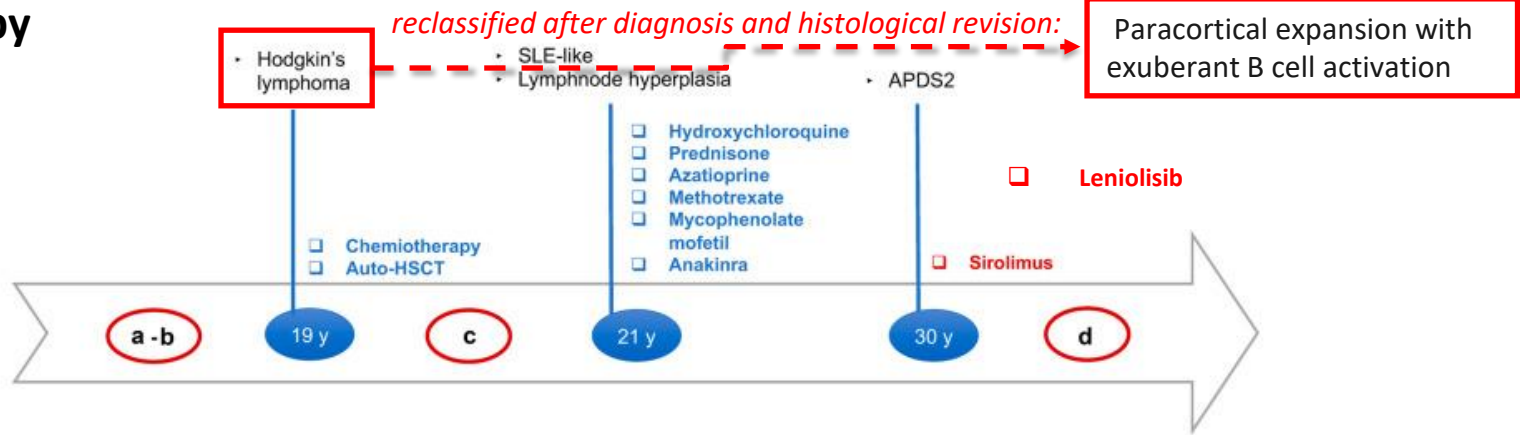 py
reclassified after diagnosis and histological revision:
Paracortical expansion with
exuberant B cell activation
‣ Hodgkin's
lymphoma
‣ SLE-like
‣ Lymphnode hyperplasia
‣ APDS2
❑ Hydroxychloroquine
❑ Prednisone
❑ Azatioprine
❑ Methotrexate
❑ Mycophenolate
mofetil
❑ Anakinra
❑ Leniolisib
❑ Chemiotherapy
❑ Auto-HSCT
❑ Sirolimus
a - b
19 y
c
21 y
30 y
d